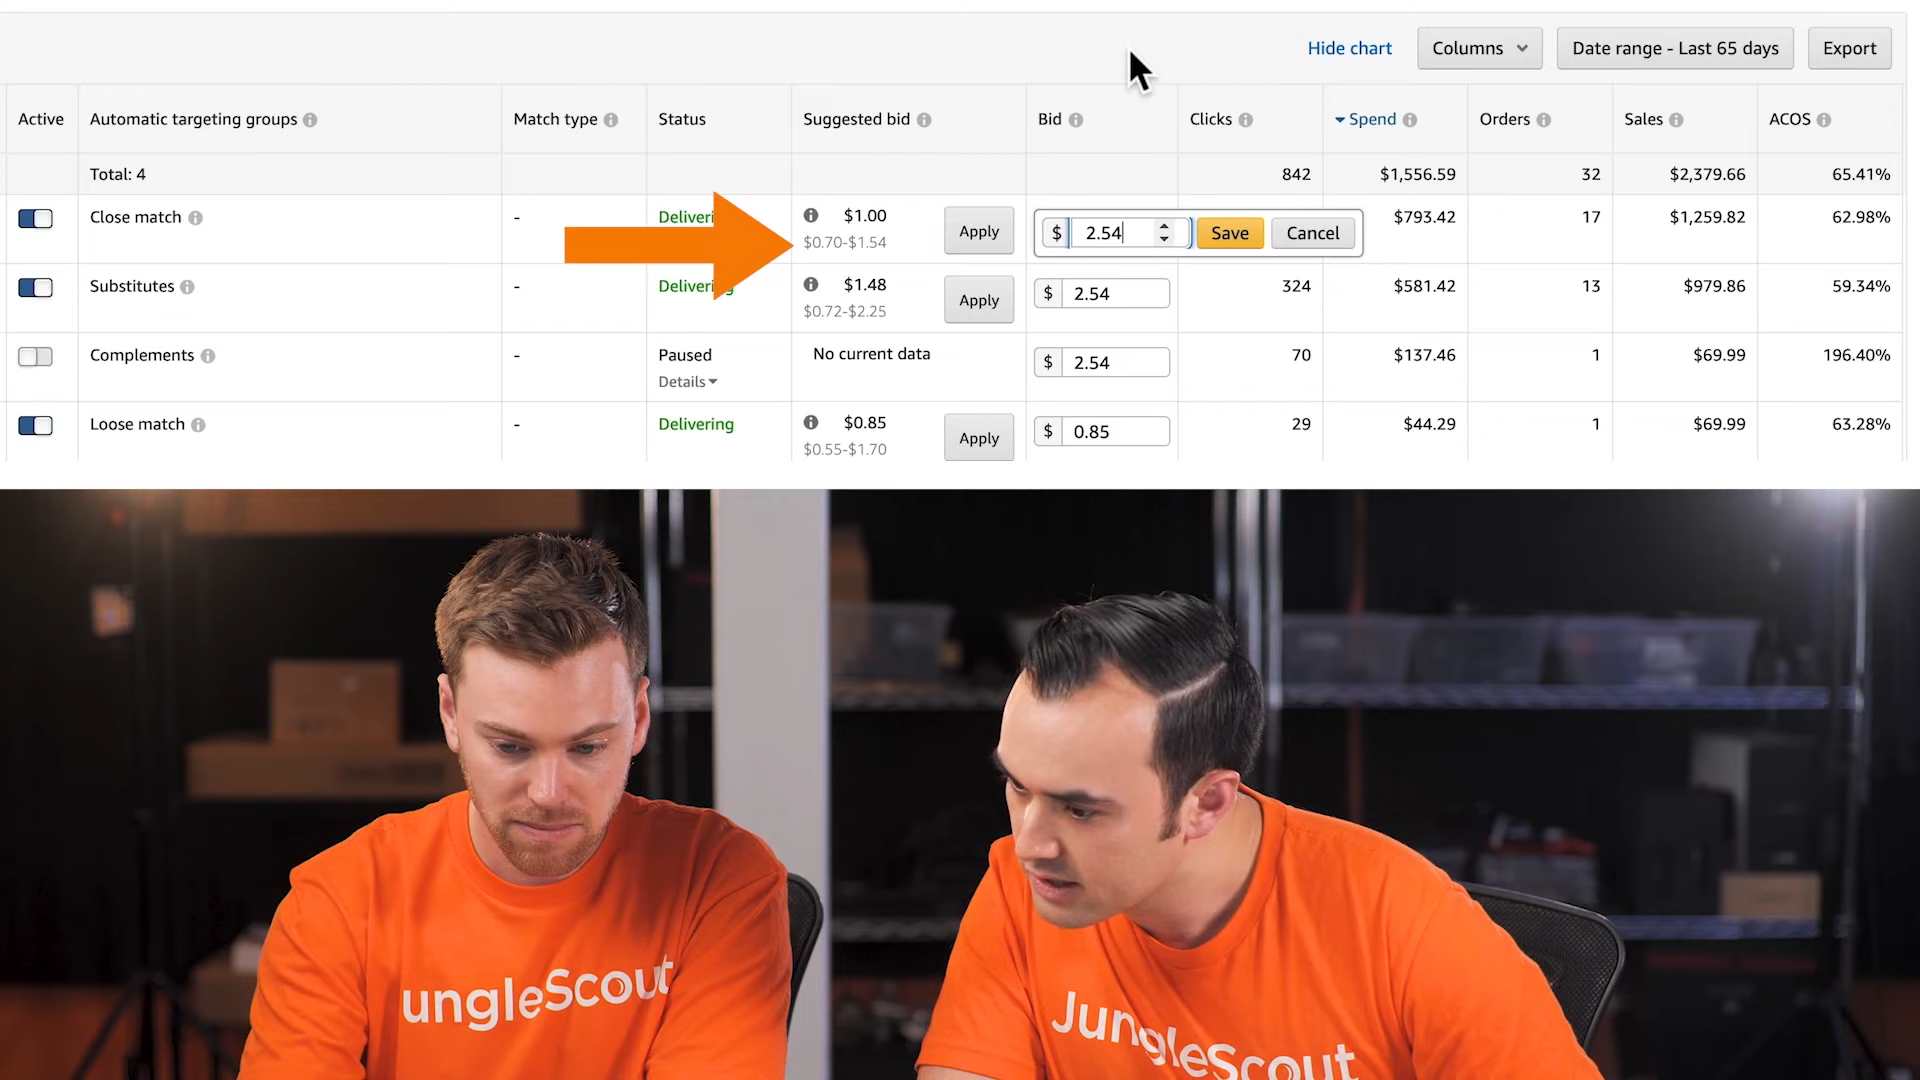 Hide chart Columns Date range - Last 65 days Export
Active Automatic targeting groups Match type Status Suggested bid Bid Clicks Spend Orders Sales ACOS
Total: 4 842 $1,556.59 32 $2,379.66 65.41%
Close match - Deliveri $1.00 Apply $ 2.54 Save Cancel $793.42 17 $1,259.82 62.98%
$0.70-$1.54
Substitutes - Deliverig $1.48 Apply $ 2.54 324 $581.42 13 $979.86 59.34%
$0.72-$2.25
Complements - Paused No current data $ 2.54 70 $137.46 1 $69.99 196.40%
Details
Loose match - Delivering $0.85 Apply $ 0.85 29 $44.29 1 $69.99 63.28%
$0.55-$1.70
ungleScout
JungleScout